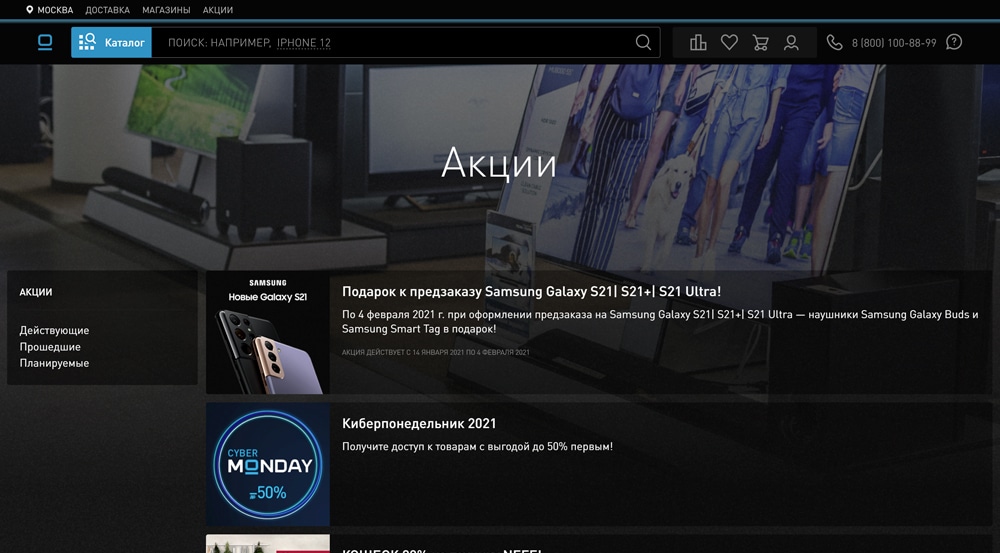 МОСКВА ДОСТАВКА МАГАЗИНЫ АКЦИИ
Каталог ПОИСК: НАПРИМЕР, IPHONE 12 8 (800) 100-88-99
Акции
АКЦИИ
Действующие
Прошедшие
Планируемые
SAMSUNG
Новые Galaxy S21
Подарок к предзаказу Samsung Galaxy S21| S21+| S21 Ultra!
По 4 февраля 2021 г. при оформлении предзаказа на Samsung Galaxy S21| S21+| S21 Ultra — наушники Samsung Galaxy Buds и
Samsung Smart Tag в подарок!
АКЦИЯ ДЕЙСТВУЕТ С 14 ЯНВАРЯ 2021 ПО 4 ФЕВРАЛЯ 2021
CYBER
MONDAY
ДО -50%
Киберпонедельник 2021
Получите доступ к товарам с выгодой до 50% первым!